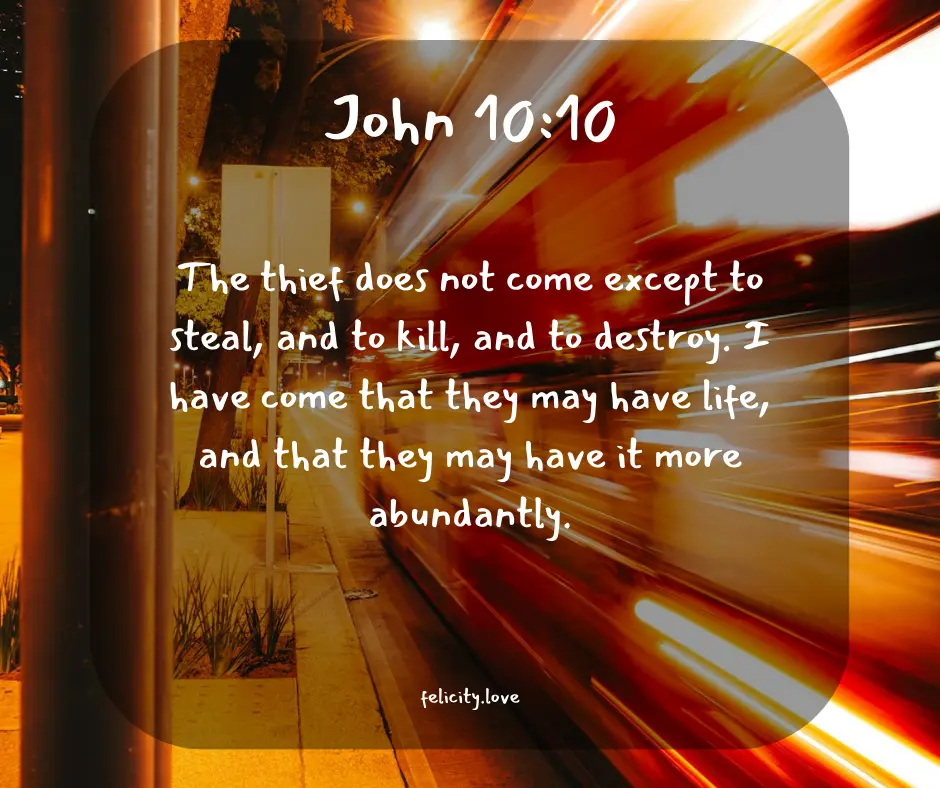 John 10:10
The thief does not come except to
steal, and to kill, and to destroy. I
have come that they may have life,
and that they may have it more
abundantly.
felicity.love